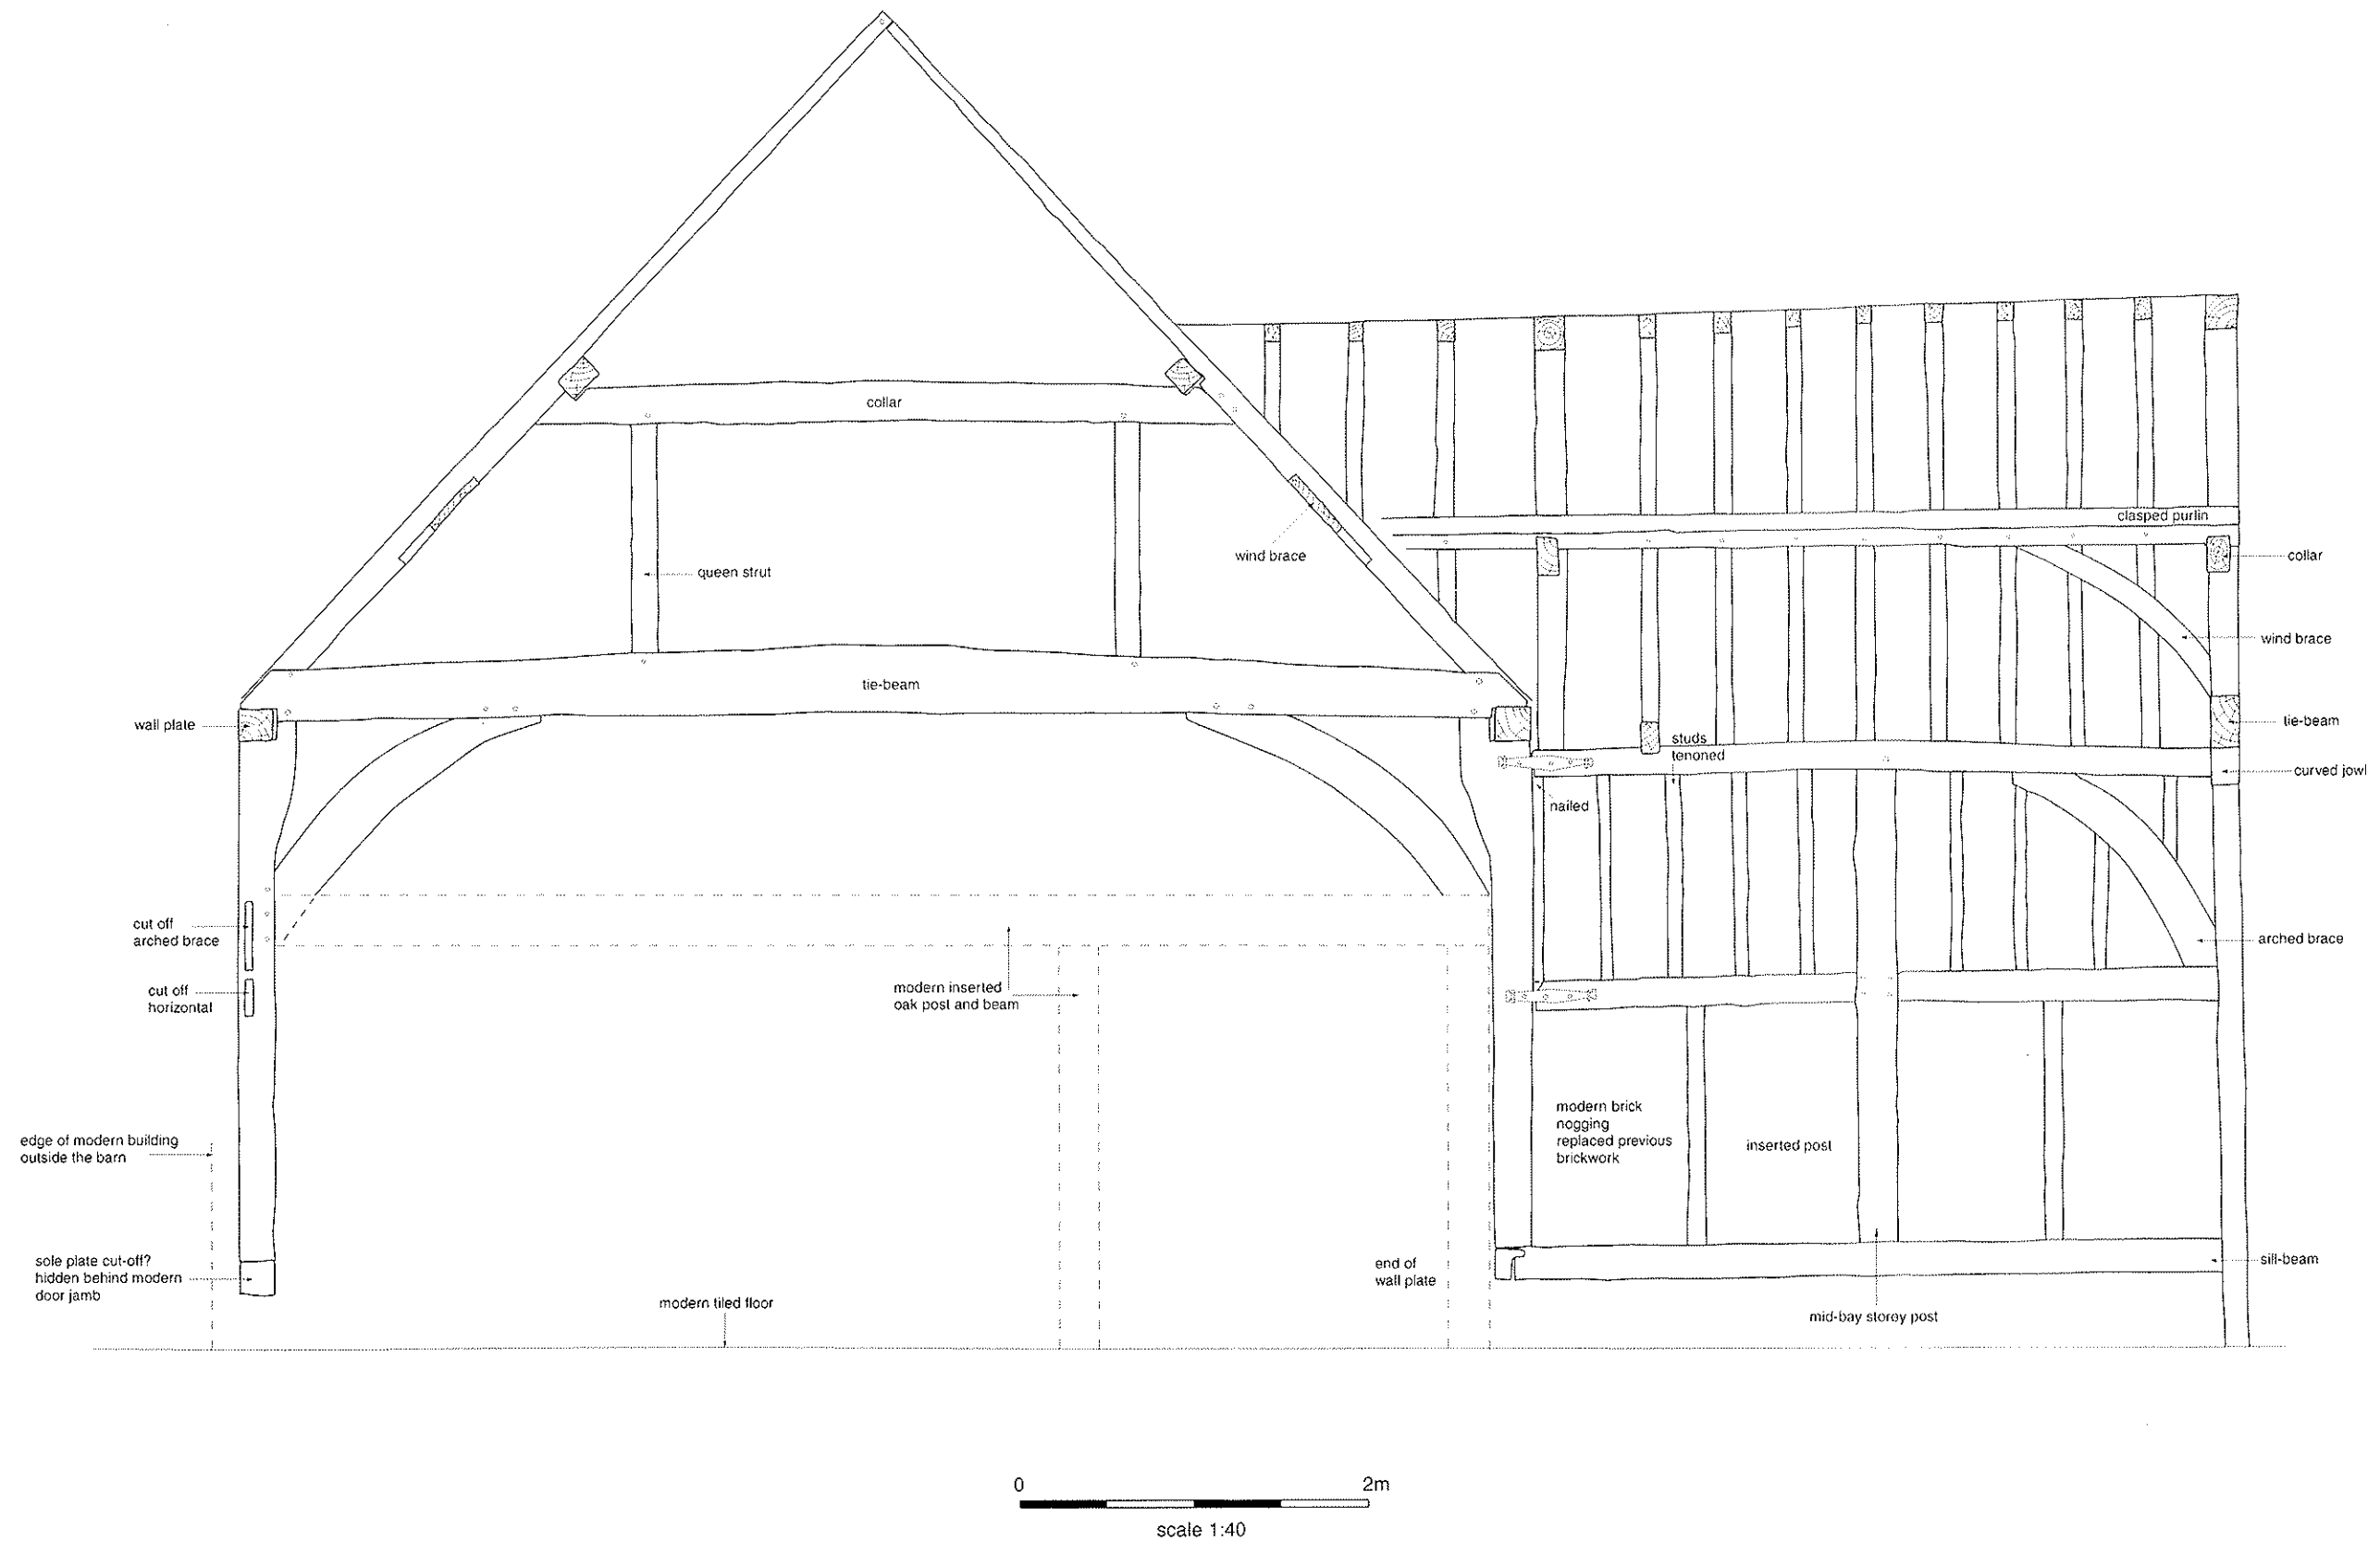 collar
clasped purlin
collar
wind brace
queen strut
wind brace
tie-beam
wall plate
tie-beam
studs
tenoned
curved jowl
nailed
cut off
arched brace
arched brace
cut off
horizontal
modern inserted
oak post and beam
modern brick
nogging
replaced previous
brickwork
inserted post
edge of modern building
outside the barn
sole plate cut-off?
hidden behind modern
door jamb
end of
wall plate
sill-beam
modern tiled floor
mid-bay storey post
0
2m
scale 1:40